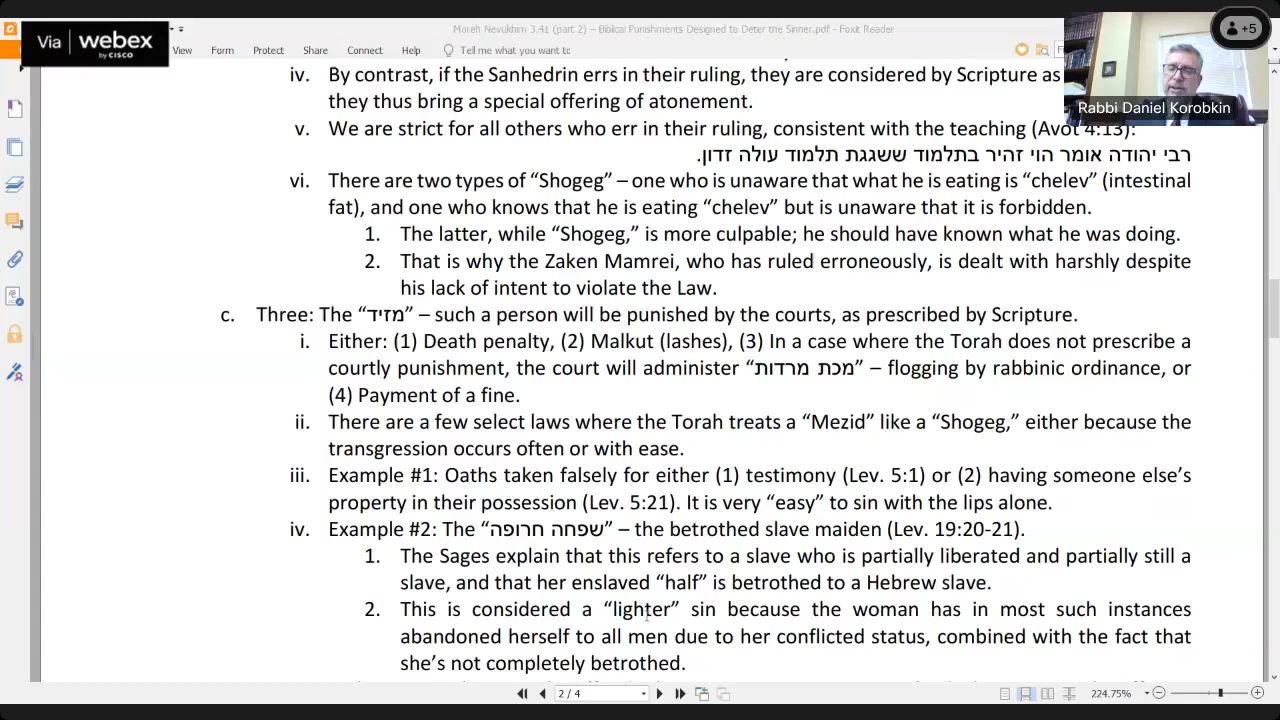 Via webex
by CISCO
Moreh Nevukhim 3.41 (part 2) – Biblical Punishments Designed to Deter the Sinner.pdf - Foxit Reader
+5
View Form Protect Share Connect Help Tell me what you want to
Rabbi Daniel Korobkin
iv. By contrast, if the Sanhedrin errs in their ruling, they are considered by Scripture as
they thus bring a special offering of atonement.
v. We are strict for all others who err in their ruling, consistent with the teaching (Avot 4:13):
רבי יהודה אומר הוי זהיר בתלמוד ששגגת תלמוד עולה זדון.
vi. There are two types of “Shogeg” – one who is unaware that what he is eating is “chelev” (intestinal
fat), and one who knows that he is eating “chelev” but is unaware that it is forbidden.
1. The latter, while “Shogeg,” is more culpable; he should have known what he was doing.
2. That is why the Zaken Mamrei, who has ruled erroneously, is dealt with harshly despite
his lack of intent to violate the Law.
c. Three: The “מזיד” – such a person will be punished by the courts, as prescribed by Scripture.
i. Either: (1) Death penalty, (2) Malkut (lashes), (3) In a case where the Torah does not prescribe a
courtly punishment, the court will administer “מכת מרדות” – flogging by rabbinic ordinance, or
(4) Payment of a fine.
ii. There are a few select laws where the Torah treats a “Mezid” like a “Shogeg,” either because the
transgression occurs often or with ease.
iii. Example #1: Oaths taken falsely for either (1) testimony (Lev. 5:1) or (2) having someone else’s
property in their possession (Lev. 5:21). It is very “easy” to sin with the lips alone.
iv. Example #2: The “שפחה חרופה” – the betrothed slave maiden (Lev. 19:20-21).
1. The Sages explain that this refers to a slave who is partially liberated and partially still a
slave, and that her enslaved “half” is betrothed to a Hebrew slave.
2. This is considered a “lighter” sin because the woman has in most such instances
abandoned herself to all men due to her conflicted status, combined with the fact that
she’s not completely betrothed.
2 / 4
224.75%